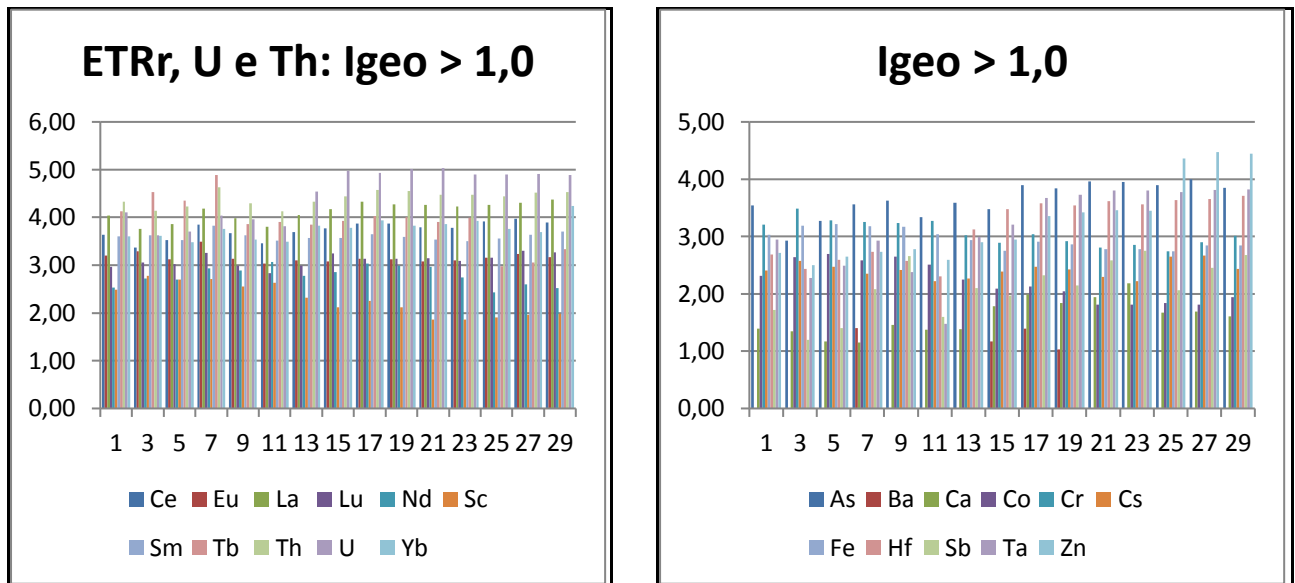 ETRr, U e Th: Igeo > 1,0
6,00
5,00
4,00
3,00
2,00
1,00
0,00
1 3 5 7 9 11 13 15 17 19 21 23 25 27 29
Ce Eu La Lu Nd Sc
Sm Tb Th U Yb
Igeo > 1,0
5,00
4,00
3,00
2,00
1,00
0,00
1 3 5 7 9 11 13 15 17 19 21 23 25 27 29
As Ba Ca Co Cr Cs
Fe Hf Sb Ta Zn